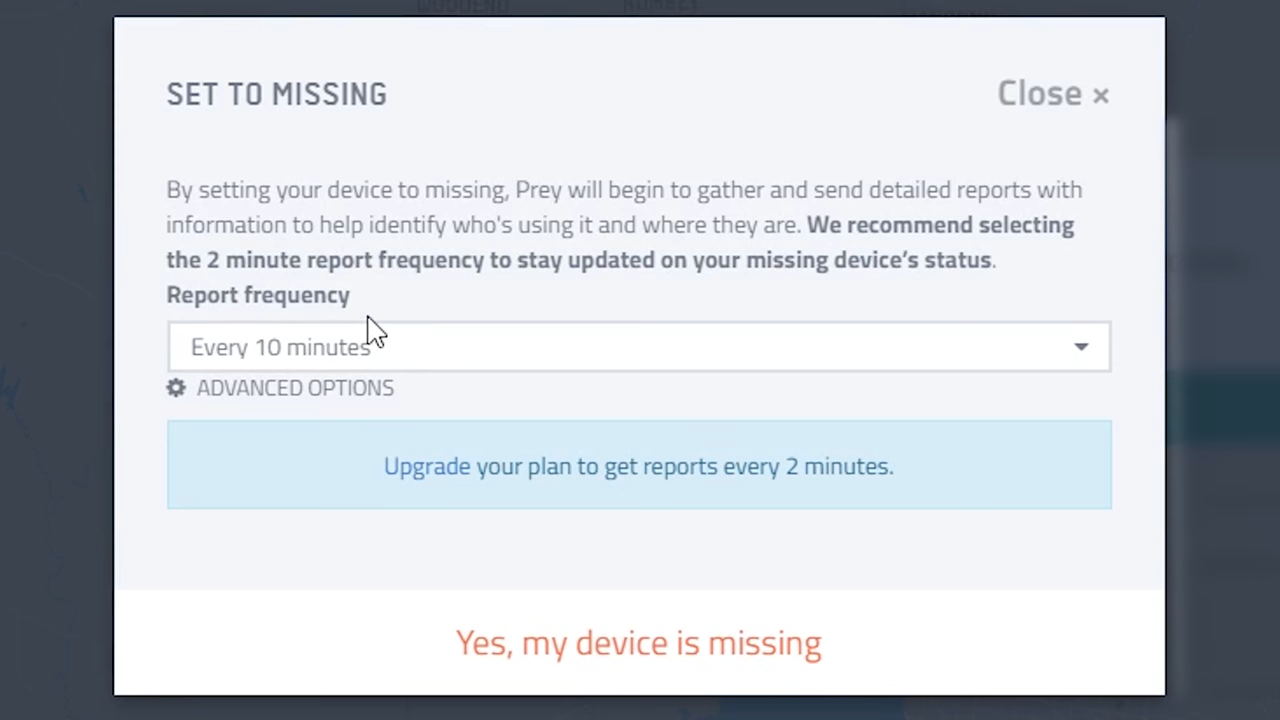 SET TO MISSING
Close ×
By setting your device to missing, Prey will begin to gather and send detailed reports with
information to help identify who's using it and where they are. We recommend selecting
the 2 minute report frequency to stay updated on your missing device's status.
Report frequency
Every 10 minutes
ADVANCED OPTIONS
Upgrade your plan to get reports every 2 minutes.
Yes, my device is missing